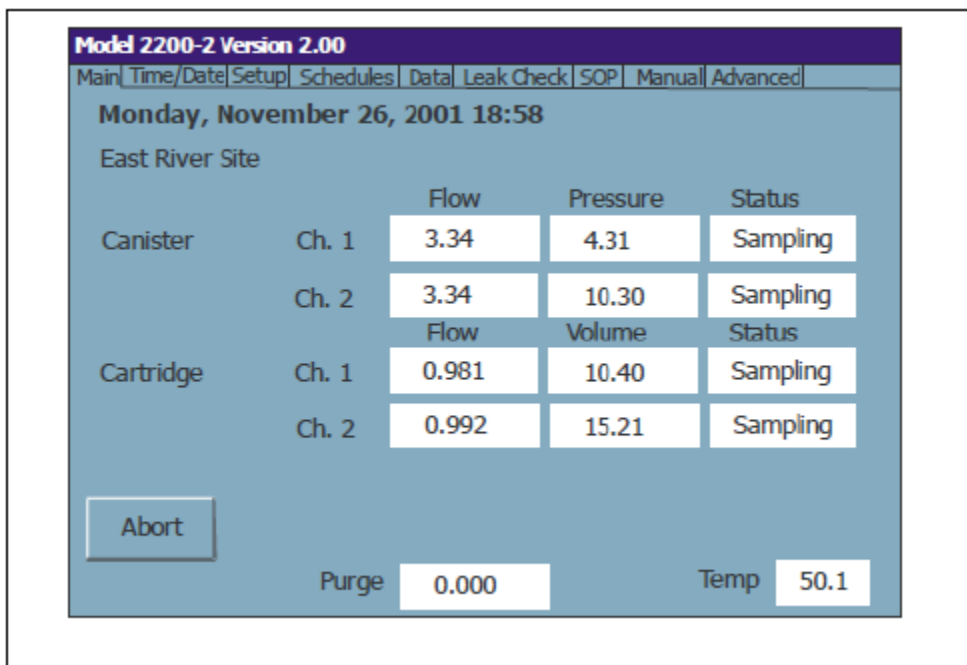 Model 2200-2 Version 2.00
Main Time/Date Setup Schedules Data Leak Check SOP Manual Advanced
Monday, November 26, 2001 18:58
East River Site
Flow Pressure Status
Canister Ch. 1 3.34 4.31 Sampling
Ch. 2 3.34 10.30 Sampling
Flow Volume Status
Cartridge Ch. 1 0.981 10.40 Sampling
Ch. 2 0.992 15.21 Sampling
Abort
Purge 0.000 Temp 50.1